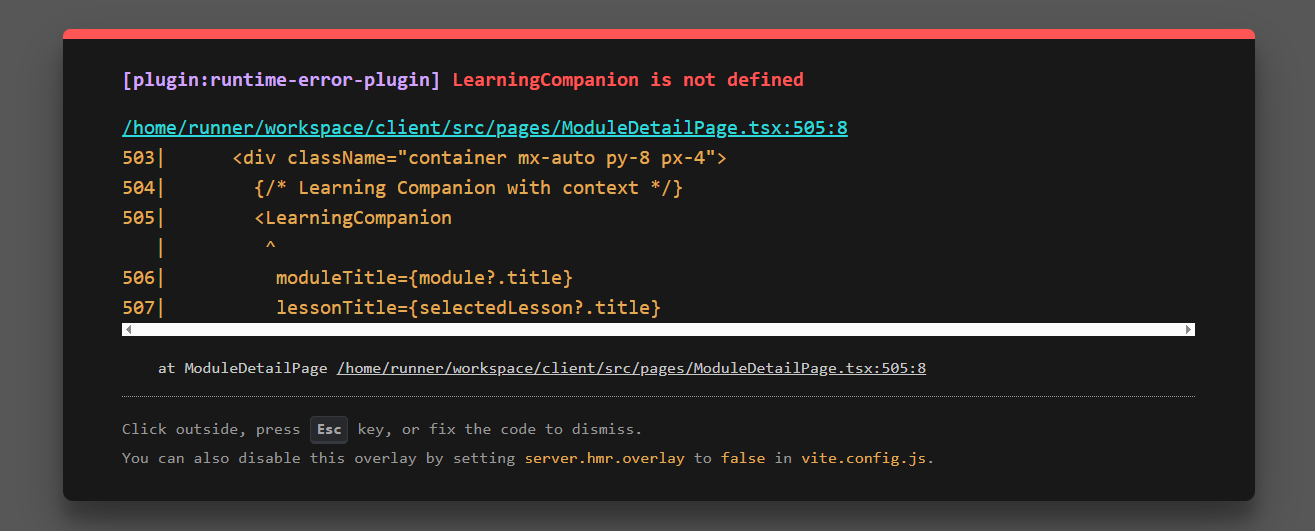 [plugin:runtime-error-plugin] LearningCompanion is not defined
/home/runner/workspace/client/src/pages/ModuleDetailPage.tsx:505:8
503|      <div className="container mx-auto py-8 px-4">
504|        {/* Learning Companion with context */}
505|        <LearningCompanion
   |         ^
506|          moduleTitle={module?.title}
507|          lessonTitle={selectedLesson?.title}
at ModuleDetailPage /home/runner/workspace/client/src/pages/ModuleDetailPage.tsx:505:8
Click outside, press Esc key, or fix the code to dismiss.
You can also disable this overlay by setting server.hmr.overlay to false in vite.config.js.